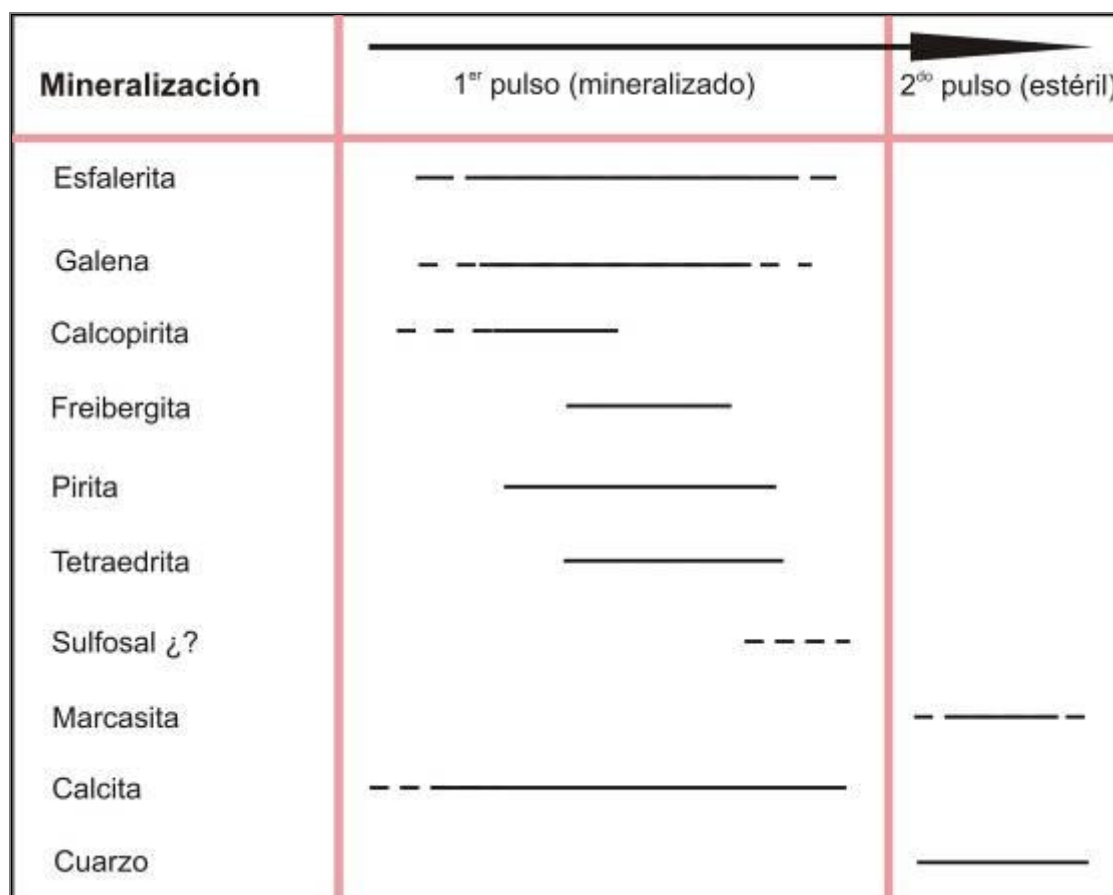 Mineralización
1er pulso (mineralizado)
2do pulso (estéril)
Esfalerita
Galena
Calcopirita
Freibergita
Pirita
Tetraedrita
Sulfosal ¿?
Marcasita
Calcita
Cuarzo